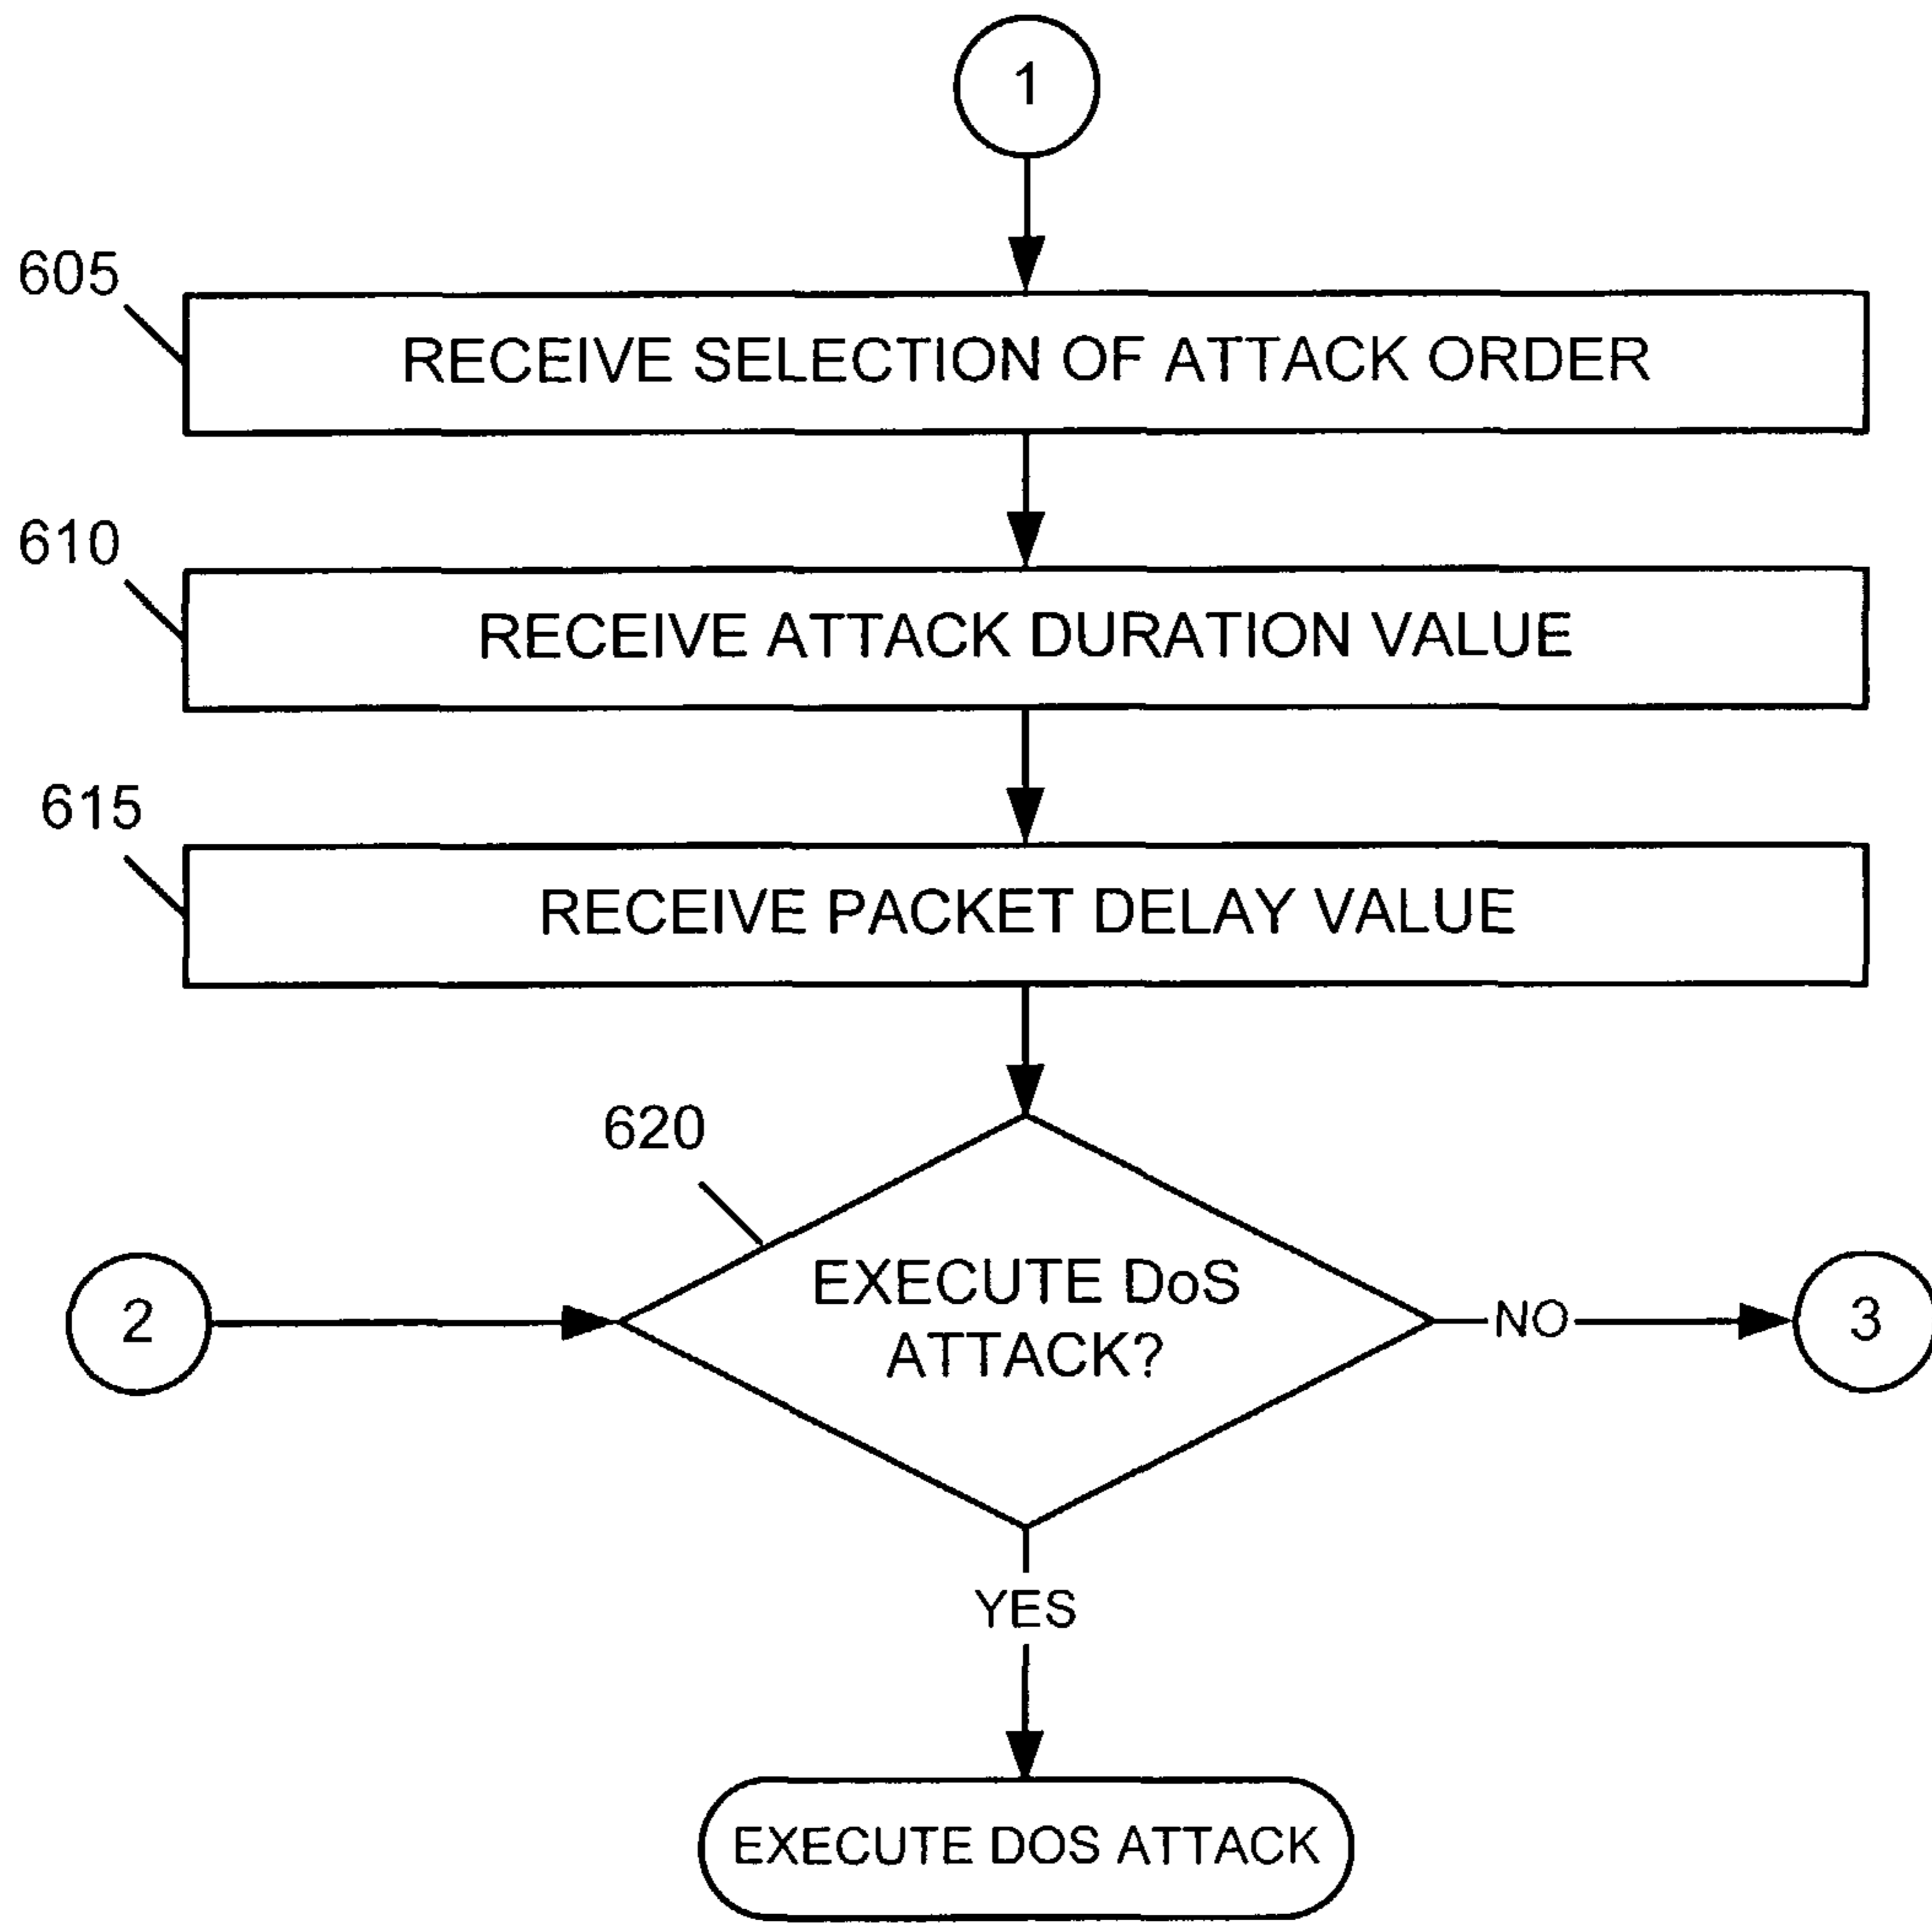 1
605
RECEIVE SELECTION OF ATTACK ORDER
610
RECEIVE ATTACK DURATION VALUE
615
RECEIVE PACKET DELAY VALUE
620
2
EXECUTE DoS
ATTACK?
NO
3
YES
EXECUTE DOS ATTACK